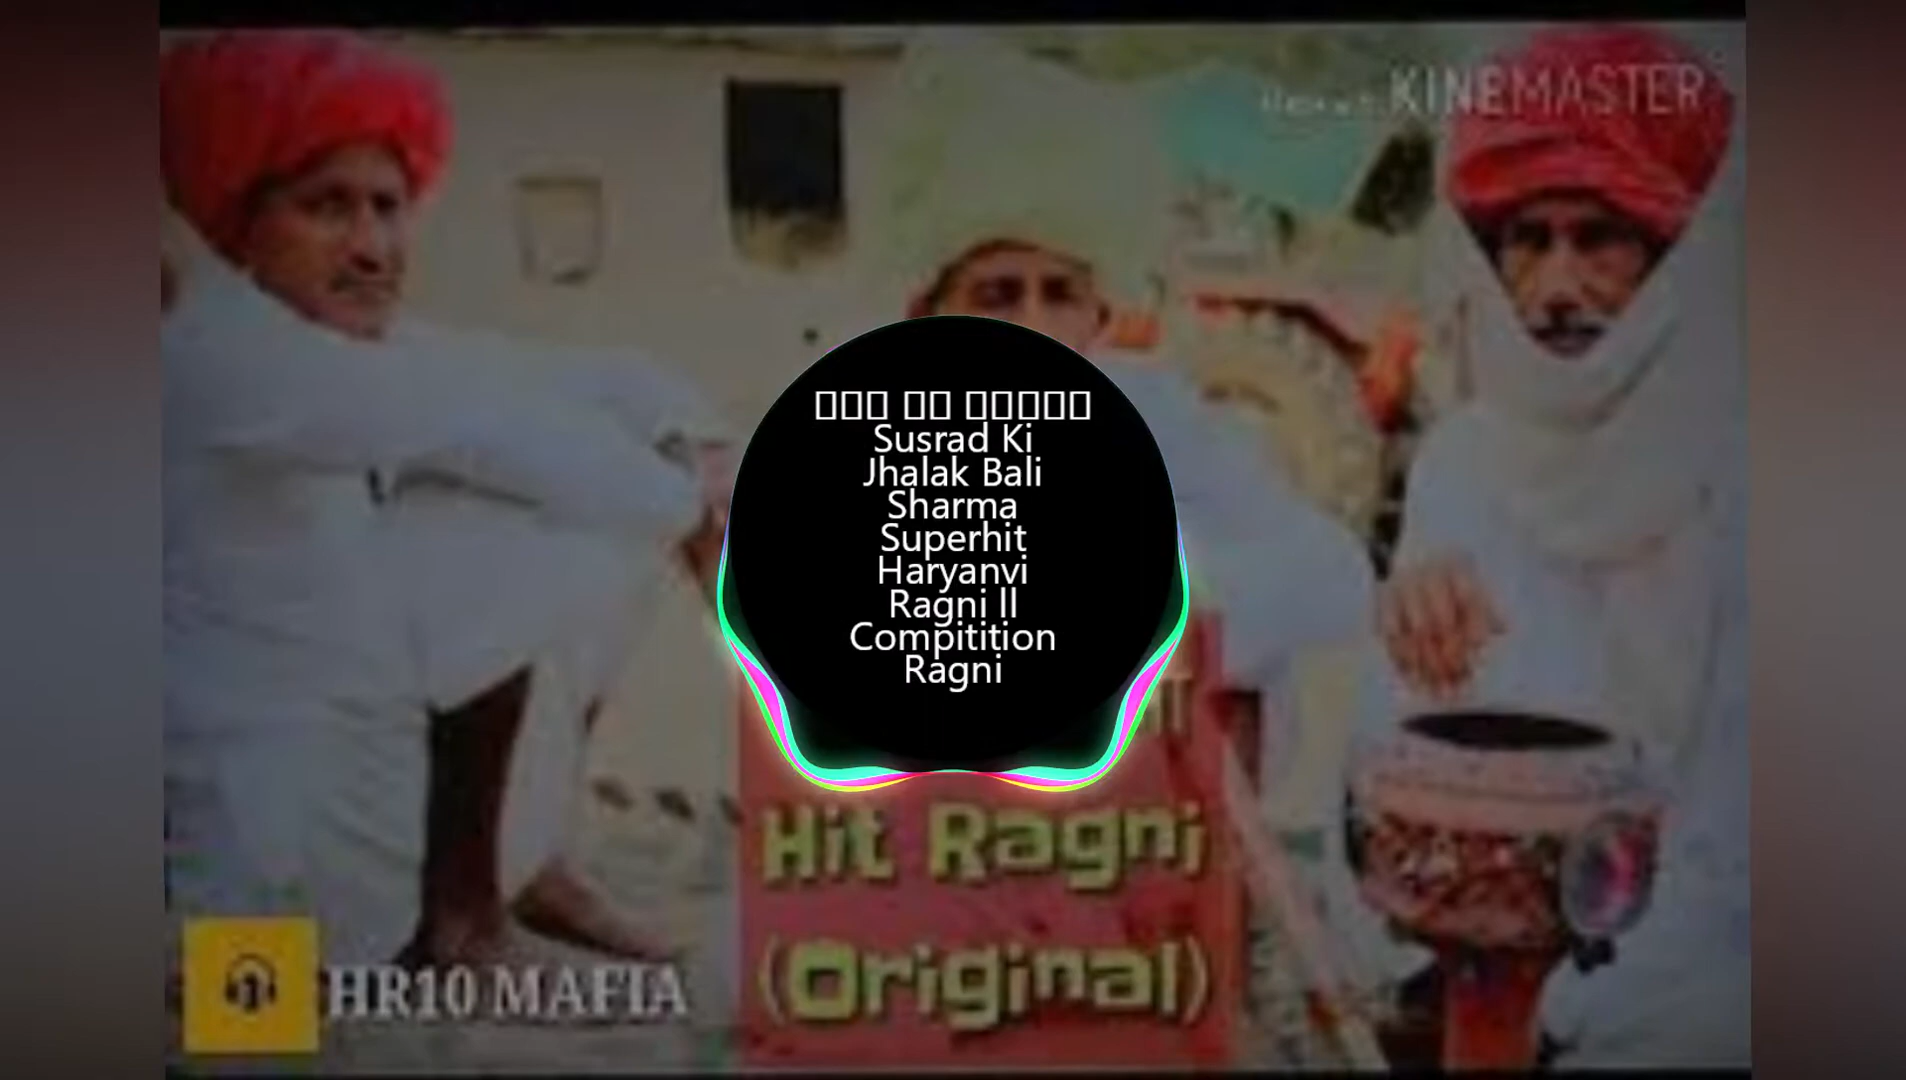 KINEMASTER
Susrad Ki
Jhalak Bali
Sharma
Superhit
Haryanvi
Ragni ll
Compitition
Ragni
Hit Ragni
(Original)
HR10 MAFIA